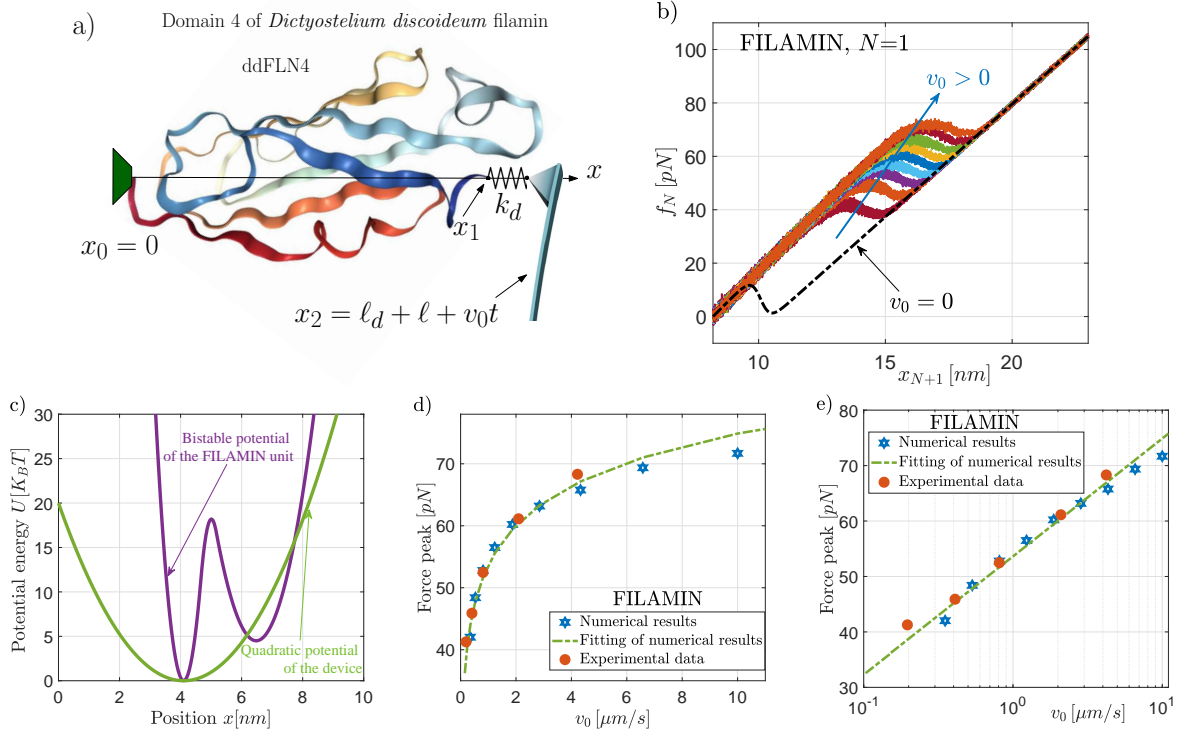 a)
Domain 4 of Dictyostelium discoideum filamin
ddFLN4
x₀ = 0
x₁
k_d
x
x₂ = ℓ_d + ℓ + v₀t
b)
FILAMIN, N=1
v₀ > 0
v₀ = 0
f_N [pN]
100
80
60
40
20
0
10
15
20
x_{N+1} [nm]
c)
Bistable potential
of the FILAMIN unit
Quadratic potential
of the device
Potential energy U[K_BT]
30
25
20
15
10
5
0
0
2
4
6
8
10
Position x[nm]
d)
Force peak [pN]
70
60
50
40
FILAMIN
Numerical results
Fitting of numerical results
Experimental data
0
2
4
6
8
10
v₀ [μm/s]
e)
Force peak [pN]
80
70
60
50
40
30
FILAMIN
Numerical results
Fitting of numerical results
Experimental data
10⁻¹
10⁰
10¹
v₀ [μm/s]